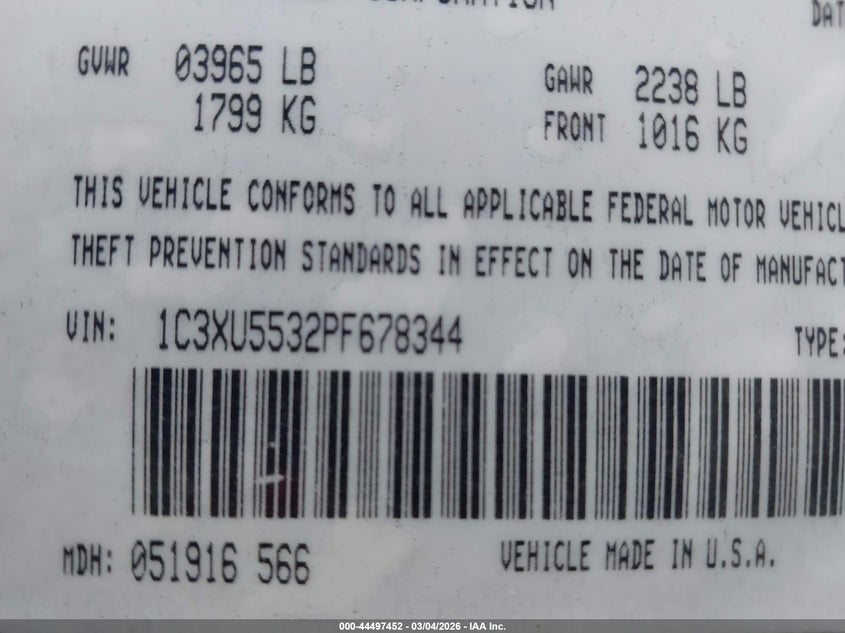 CORPORATION
DAT
GVWR 03965 LB GAWR 2238 LB
1799 KG FRONT 1016 KG
THIS VEHICLE CONFORMS TO ALL APPLICABLE FEDERAL MOTOR VEHICL
THEFT PREVENTION STANDARDS IN EFFECT ON THE DATE OF MANUFACT
VIN: 1C3XU5532PF678344 TYPE:
MDH: 051916 566 VEHICLE MADE IN U.S.A.
000-44497452 - 03/04/2026 - IAA Inc.